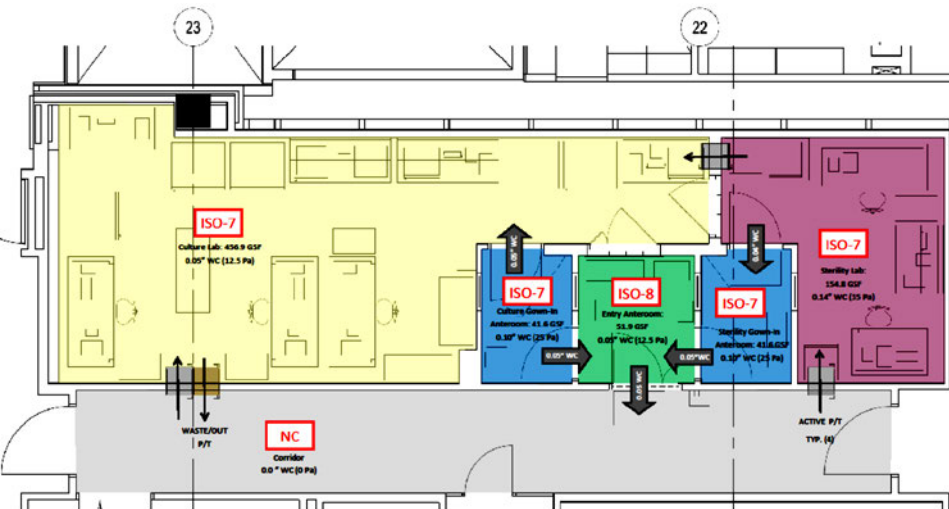 23
22
ISO-7
Culture Lab: 456.9 GSF
0.05" WC (12.5 Pa)
ISO-7
Sterility Lab:
154.8 GSF
0.14" WC (35 Pa)
0.05" WC
0.04" WC
ISO-7
Culture Gown-In
Anteroom: 41.6 GSF
0.10" WC (25 Pa)
ISO-8
Entry Anteroom:
51.9 GSF
0.05" WC (12.5 Pa)
ISO-7
Sterility Gown-In
Anteroom: 41.6 GSF
0.10" WC (25 Pa)
0.05" WC
0.05" WC
0.05 WC
WASTE/OUT
P/T
NC
Corridor
0.0 " WC (0 Pa)
ACTIVE P/T
TYP. (4)